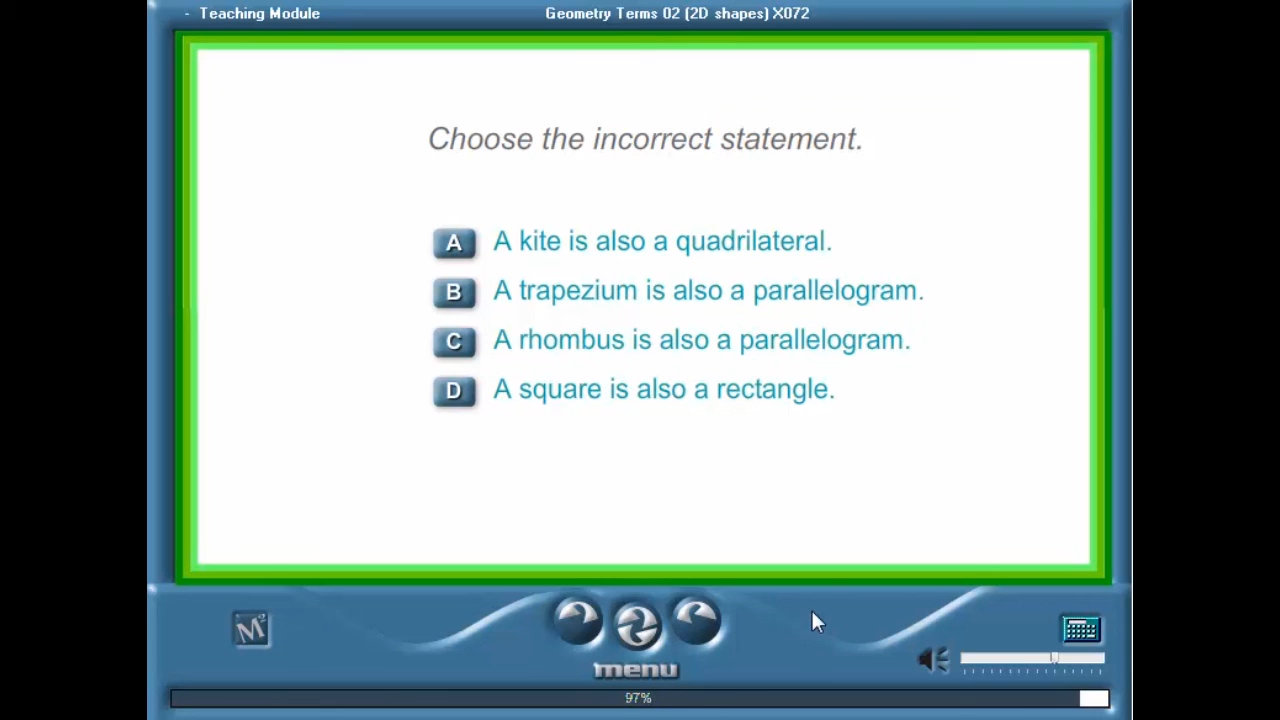 - Teaching Module
Geometry Terms 02 (2D shapes) X072
Choose the incorrect statement.
A A kite is also a quadrilateral.
B A trapezium is also a parallelogram.
C A rhombus is also a parallelogram.
D A square is also a rectangle.
M²
menu
97%